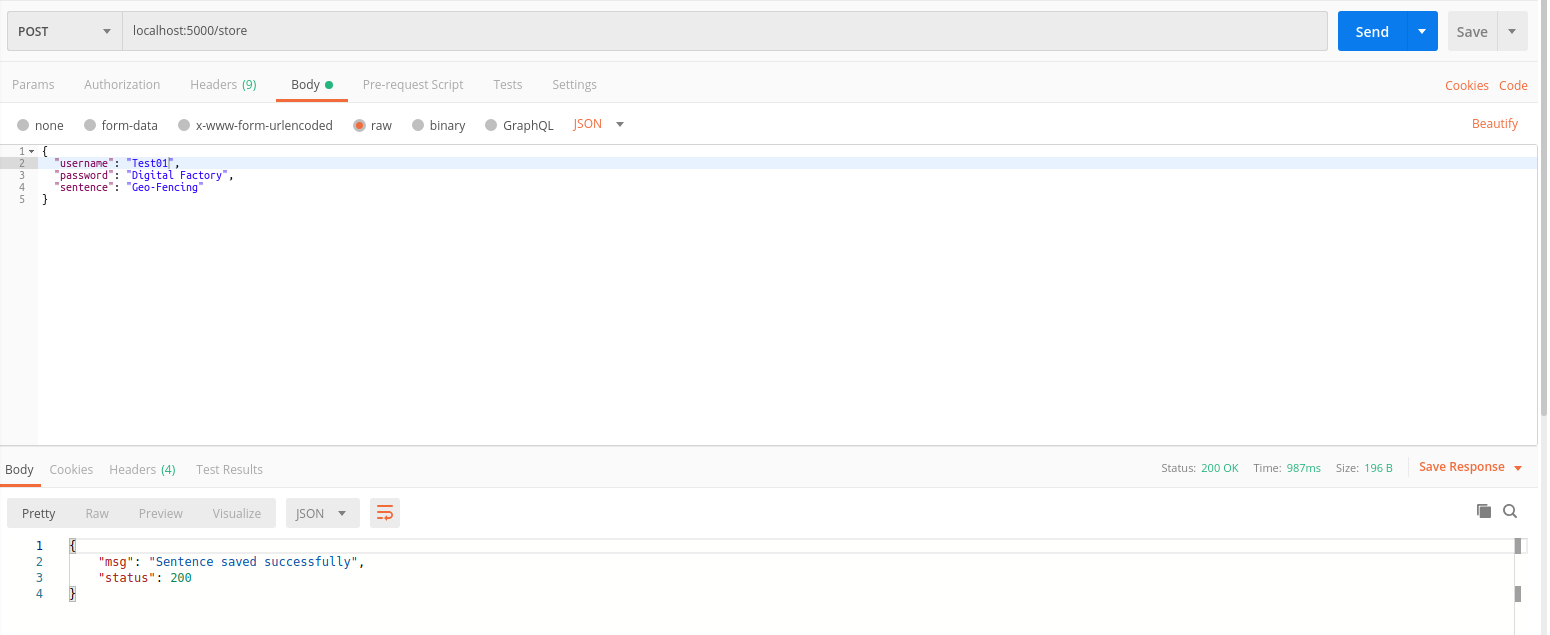 POST localhost:5000/store Send Save
Params Authorization Headers (9) Body Pre-request Script Tests Settings Cookies Code
none form-data x-www-form-urlencoded raw binary GraphQL JSON Beautify
1 {
2 "username": "Test01",
3 "password": "Digital Factory",
4 "sentence": "Geo-Fencing"
5 }
Body Cookies Headers (4) Test Results Status: 200 OK Time: 987ms Size: 196 B Save Response
Pretty Raw Preview Visualize JSON
1 {
2 "msg": "Sentence saved successfully",
3 "status": 200
4 }